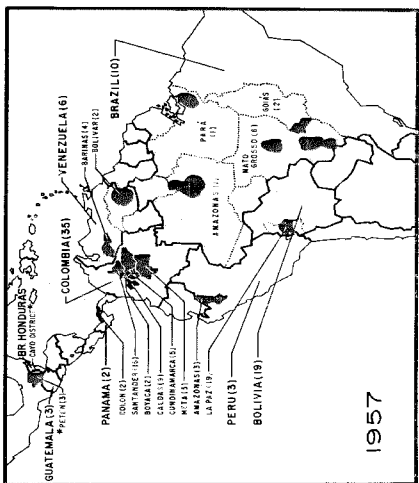 BR. HONDURAS
CAYO DISTRICT*
GUATEMALA (3)
*PETEN (3)
VENEZUELA (6)
BARINAS (4)
BOLIVAR (2)
COLOMBIA (35)
BRAZIL (10)
PANAMA (2)
COLON (2)
SANTANDER (16)
BOYACA (2)
CALDAS (9)
CUNDINAMARCA (5)
META (5)
AMAZONAS (3)
LA PAZ (19)
PERU (3)
BOLIVIA (19)
PARÁ
(1)
AMAZONAS
MATO
GROSSO (6)
GOIÁS
(2)
1957